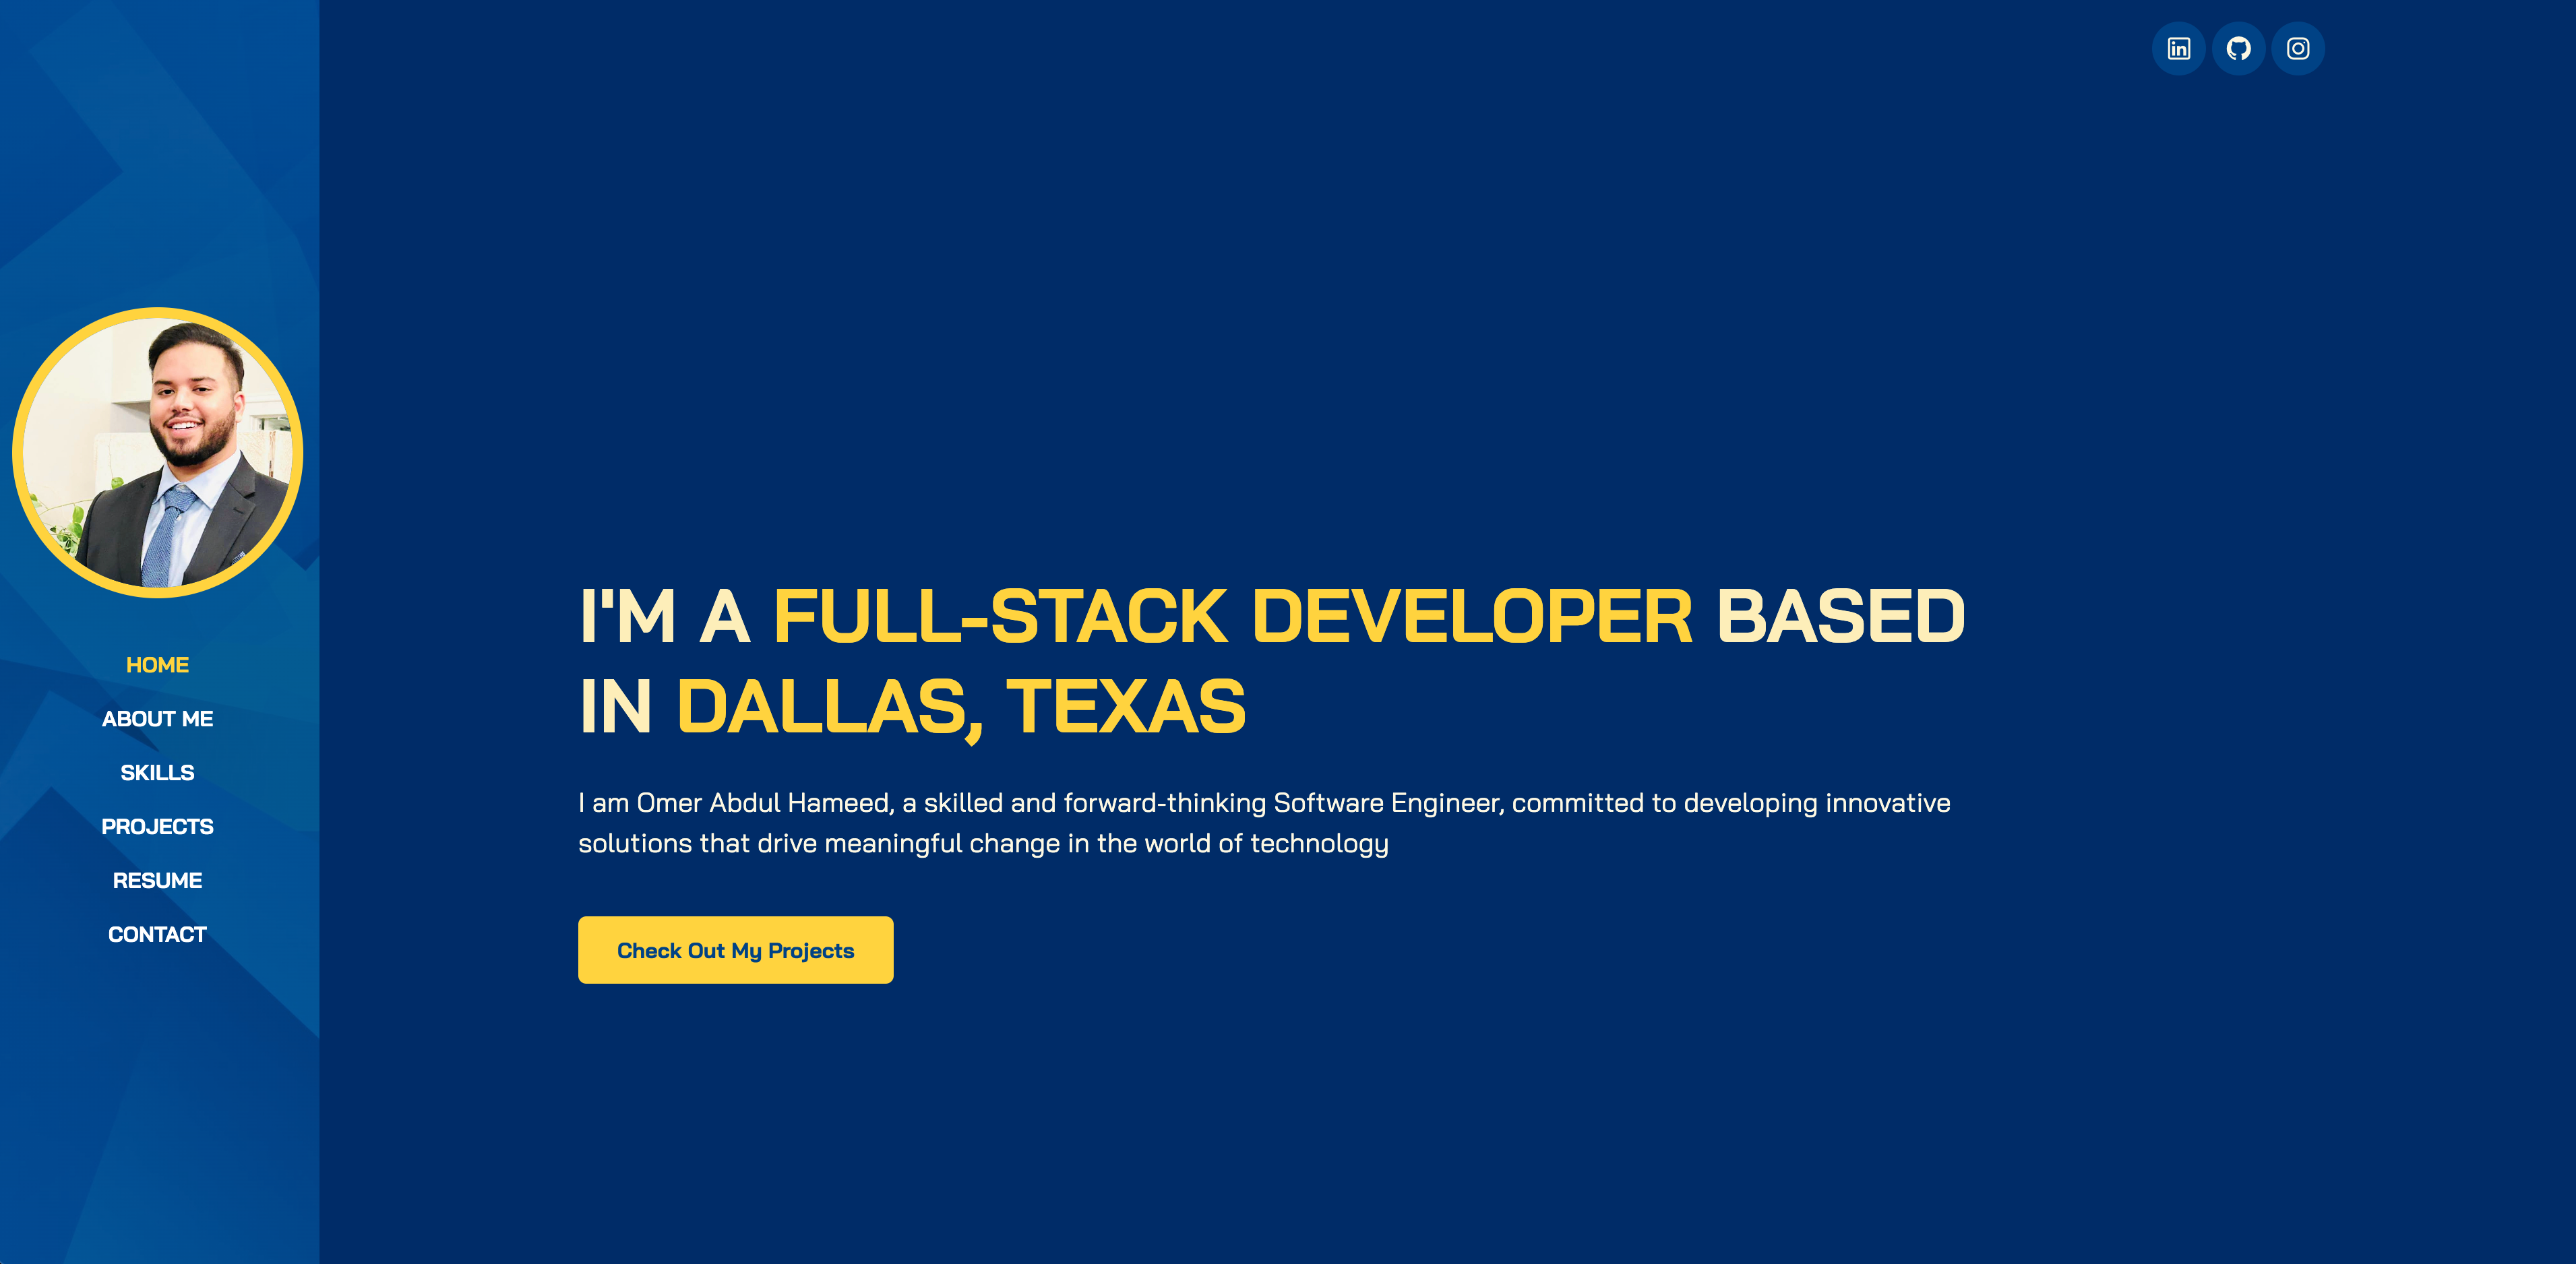 HOME
ABOUT ME
SKILLS
PROJECTS
RESUME
CONTACT
in
I'M A FULL-STACK DEVELOPER BASED
IN DALLAS, TEXAS
I am Omer Abdul Hameed, a skilled and forward-thinking Software Engineer, committed to developing innovative
solutions that drive meaningful change in the world of technology
Check Out My Projects